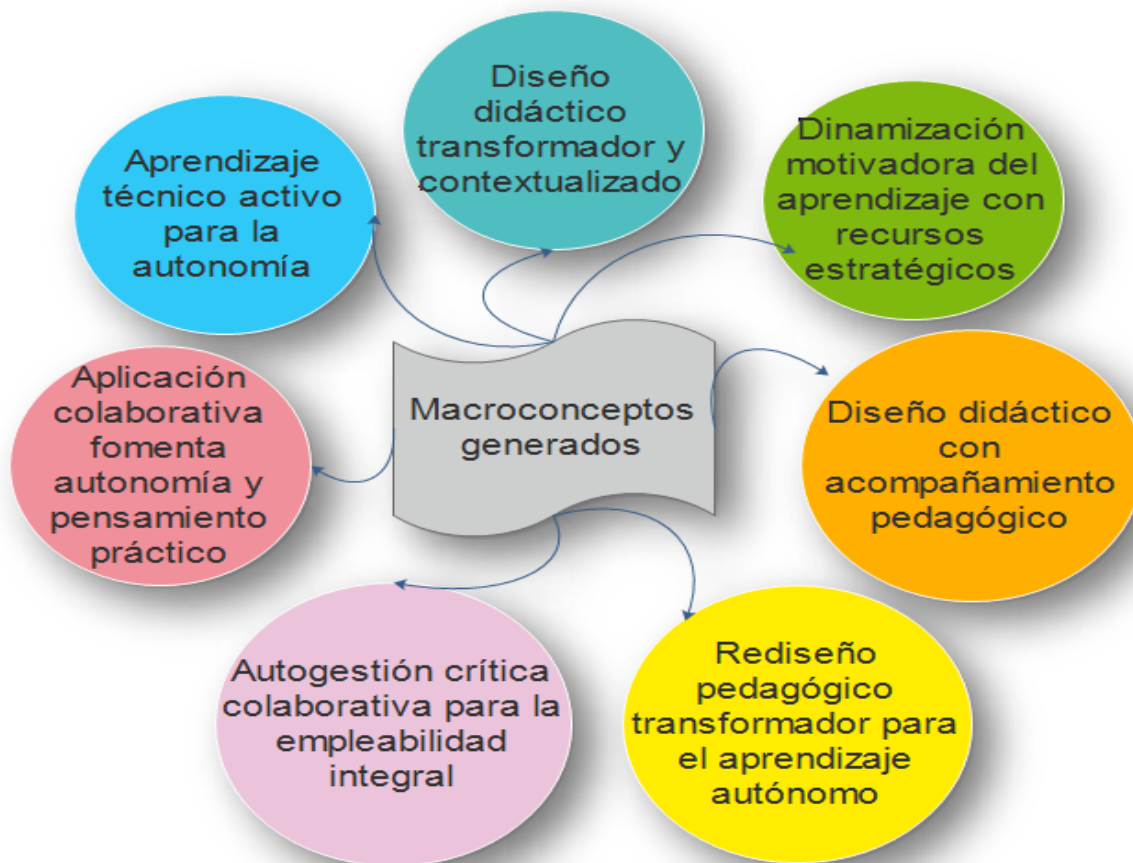 Diseño
didáctico
transformador y
contextualizado
Dinamización
motivadora del
aprendizaje con
recursos
estratégicos
Aprendizaje
técnico activo
para la
autonomía
Macroconceptos
generados
Diseño didáctico
con
acompañamiento
pedagógico
Aplicación
colaborativa
fomenta
autonomía y
pensamiento
práctico
Autogestión crítica
colaborativa para la
empleabilidad
integral
Rediseño
pedagógico
transformador para
el aprendizaje
autónomo